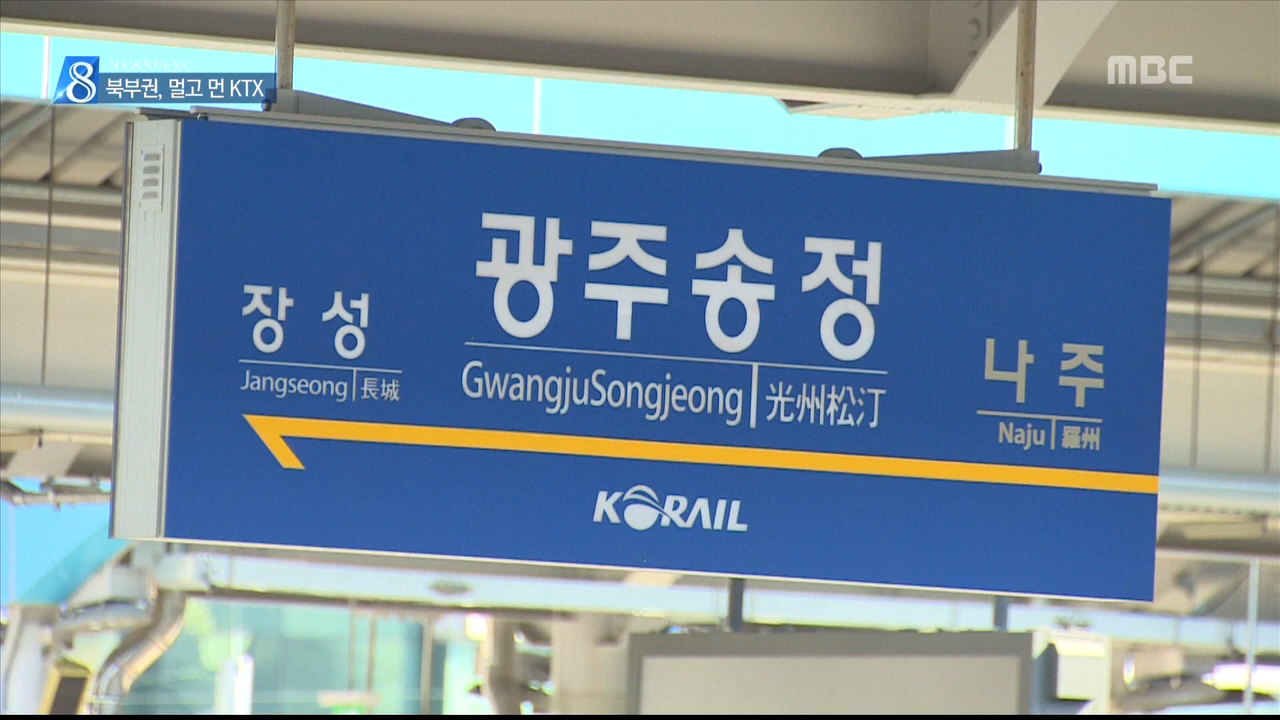 NEWSDESK
8 북부권, 멀고 먼 KTX
MBC
장성
Jangseong 長城
광주송정
GwangjuSongjeong 光州松汀
나주
Naju 羅州
KORAIL